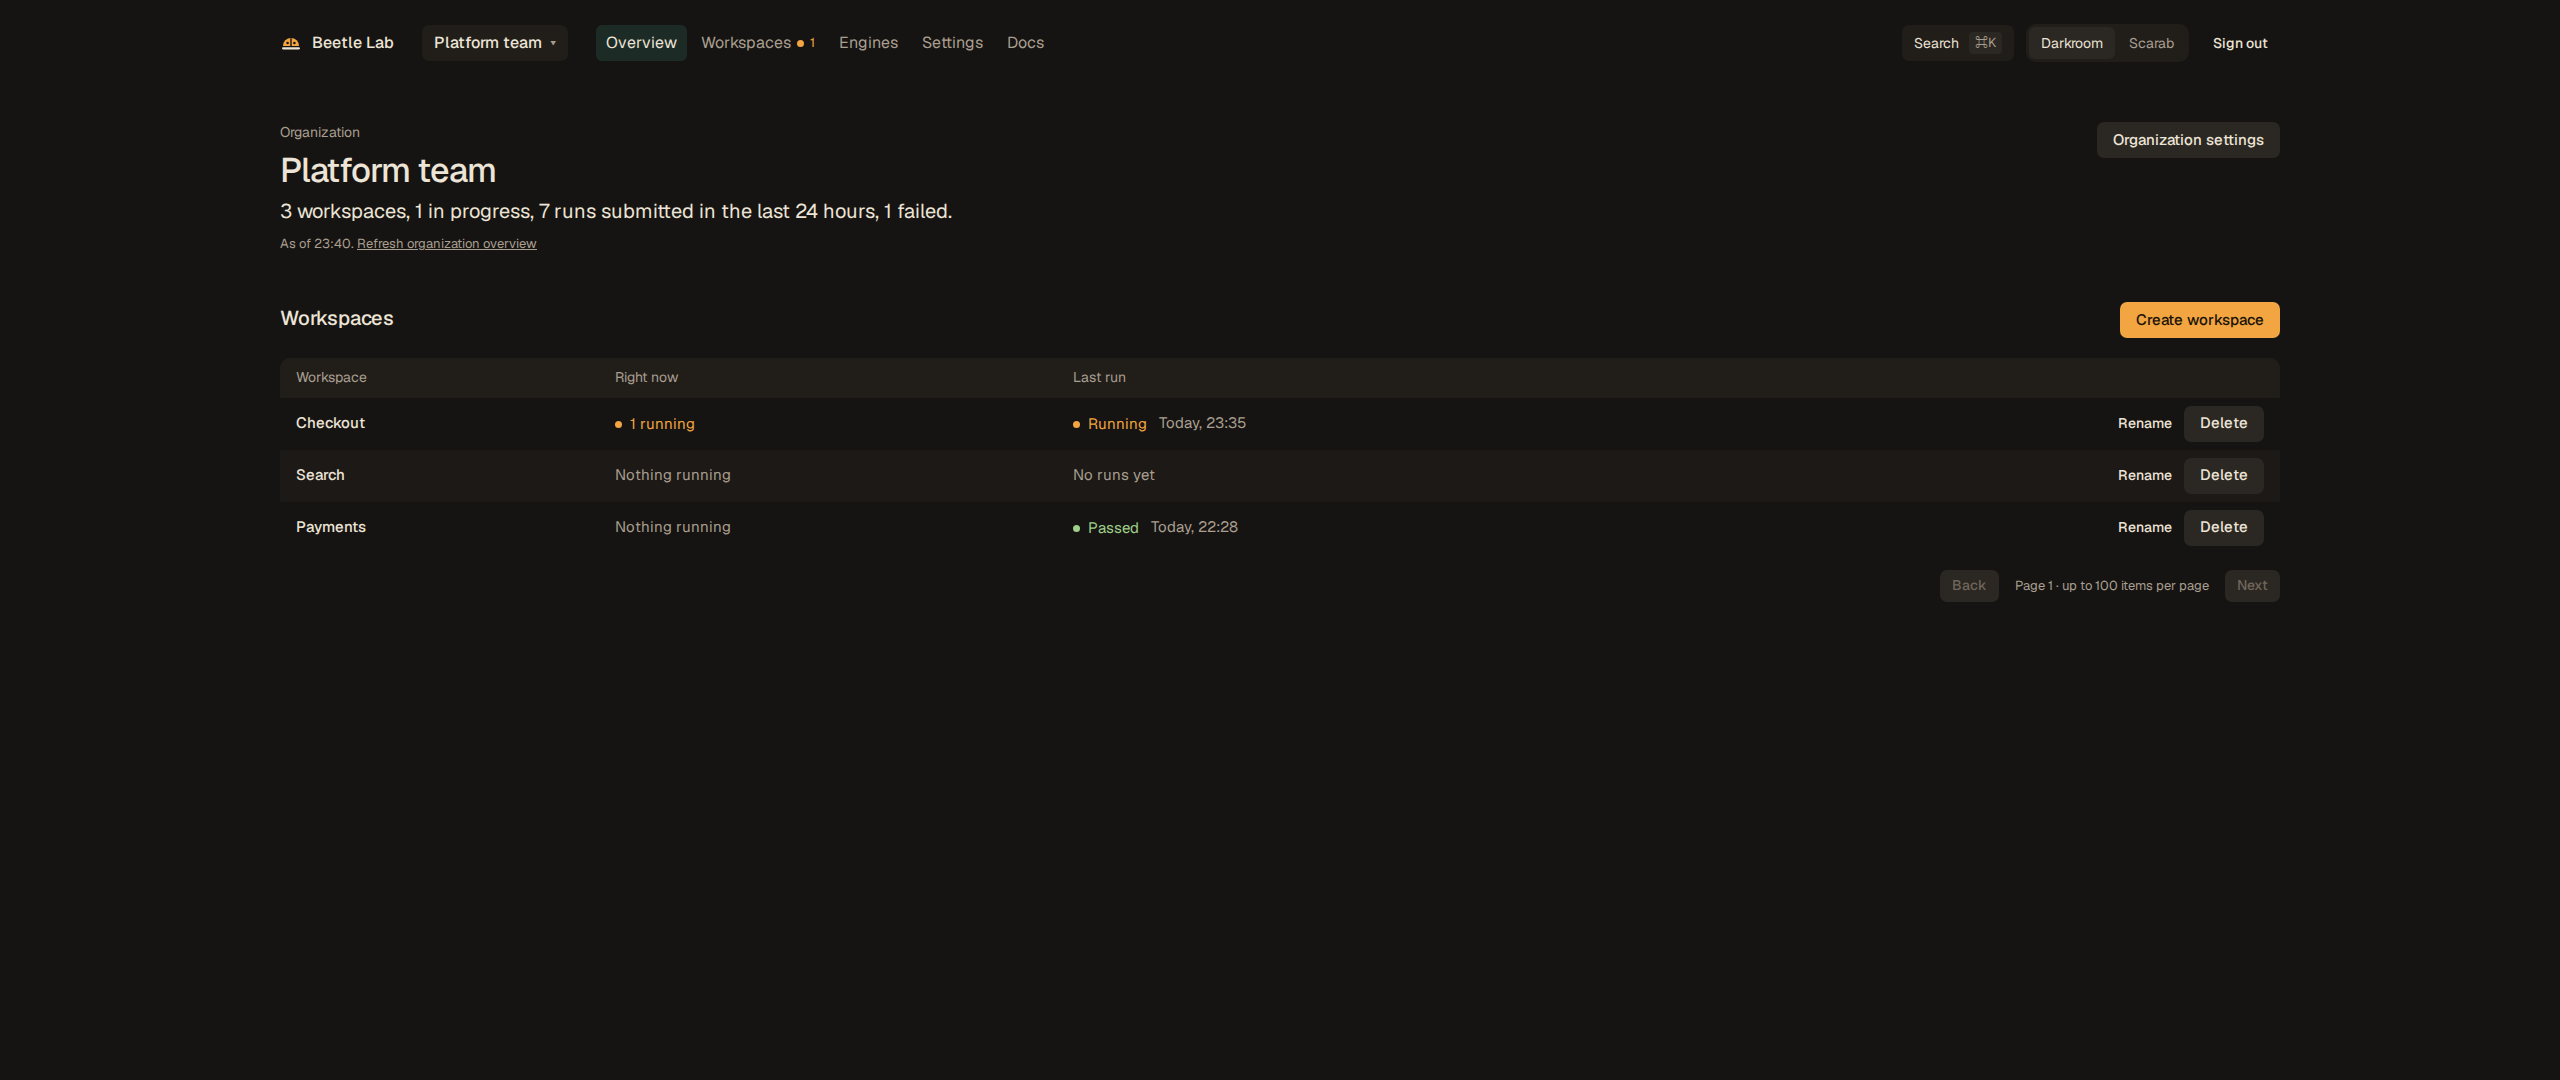 Beetle Lab Platform team Overview Workspaces 1 Engines Settings Docs Search ⌘K Darkroom Scarab Sign out
Organization
Organization settings
Platform team
3 workspaces, 1 in progress, 7 runs submitted in the last 24 hours, 1 failed.
As of 23:40. Refresh organization overview
Workspaces
Create workspace
Workspace Right now Last run
Checkout 1 running Running Today, 23:35 Rename Delete
Search Nothing running No runs yet Rename Delete
Payments Nothing running Passed Today, 22:28 Rename Delete
Back Page 1 · up to 100 items per page Next